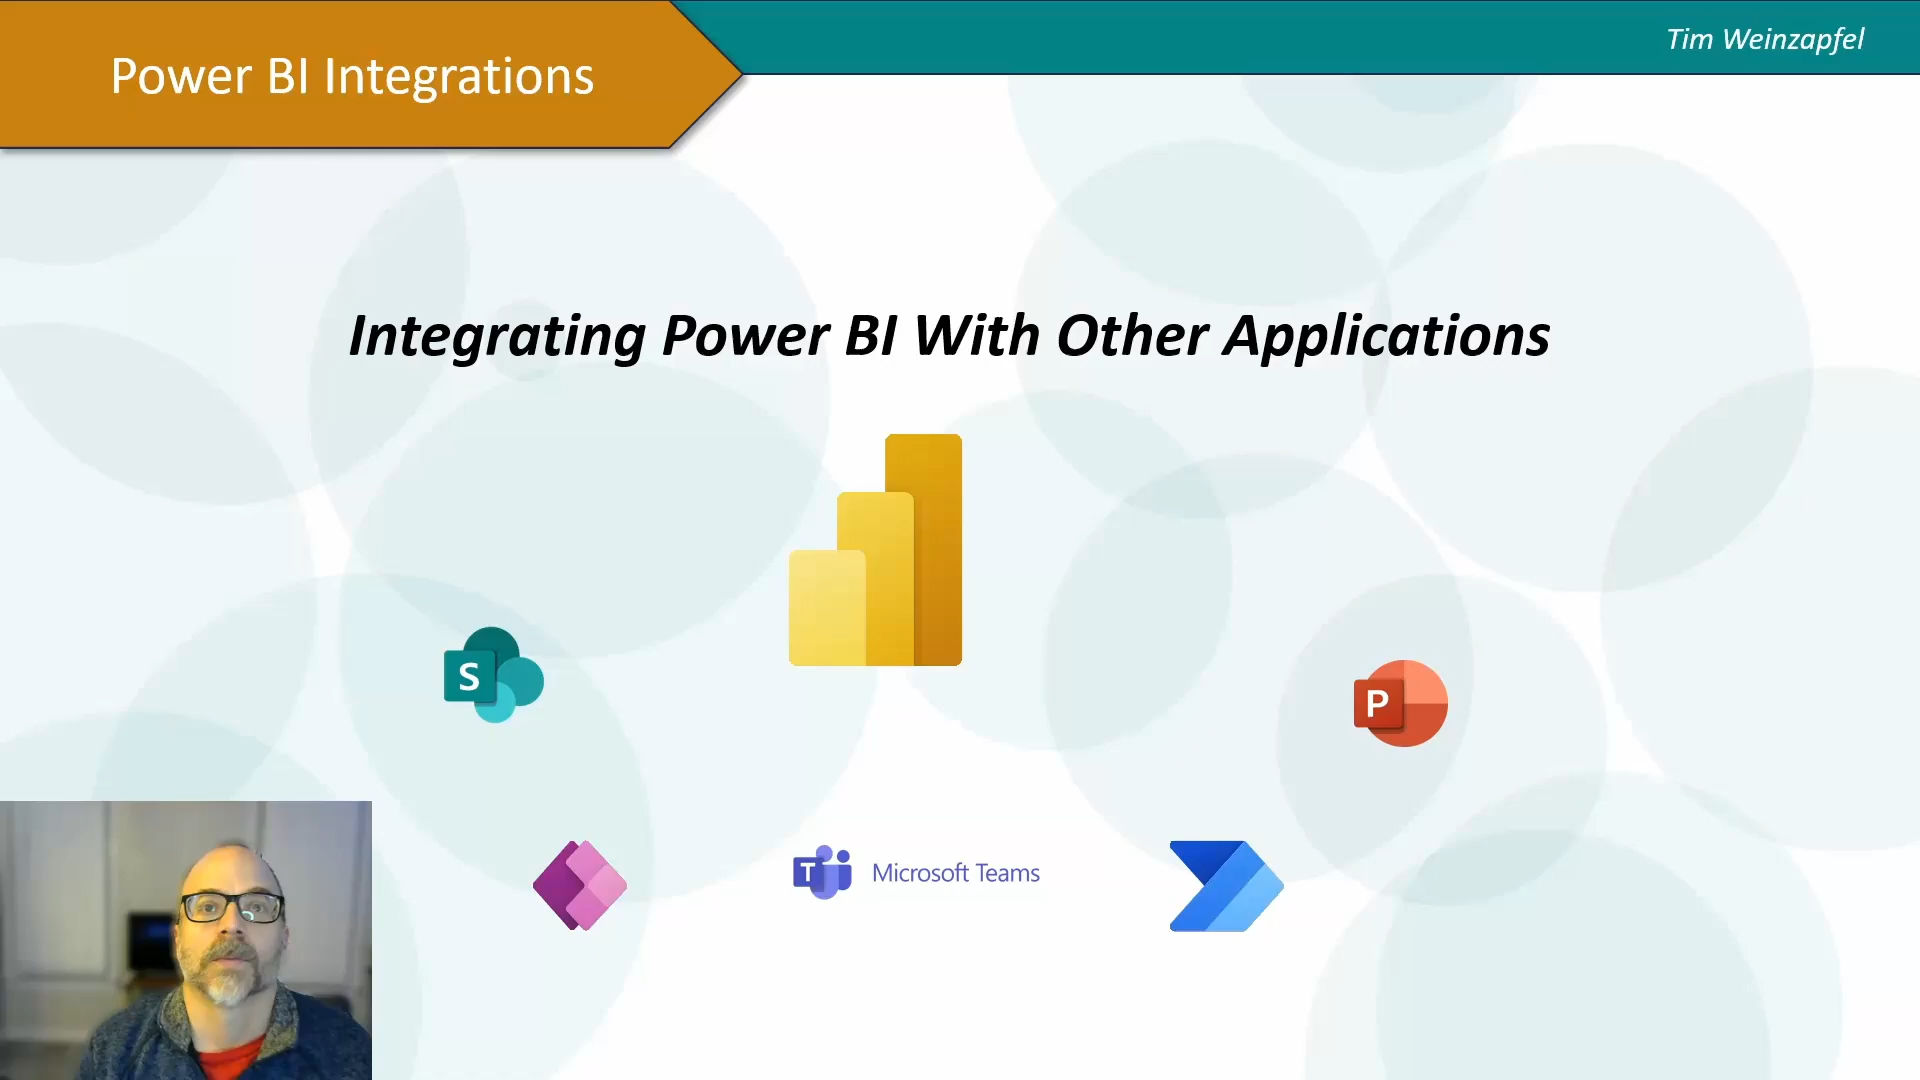 Power BI Integrations
Tim Weinzapfel
Integrating Power BI With Other Applications
S
P
T Microsoft Teams